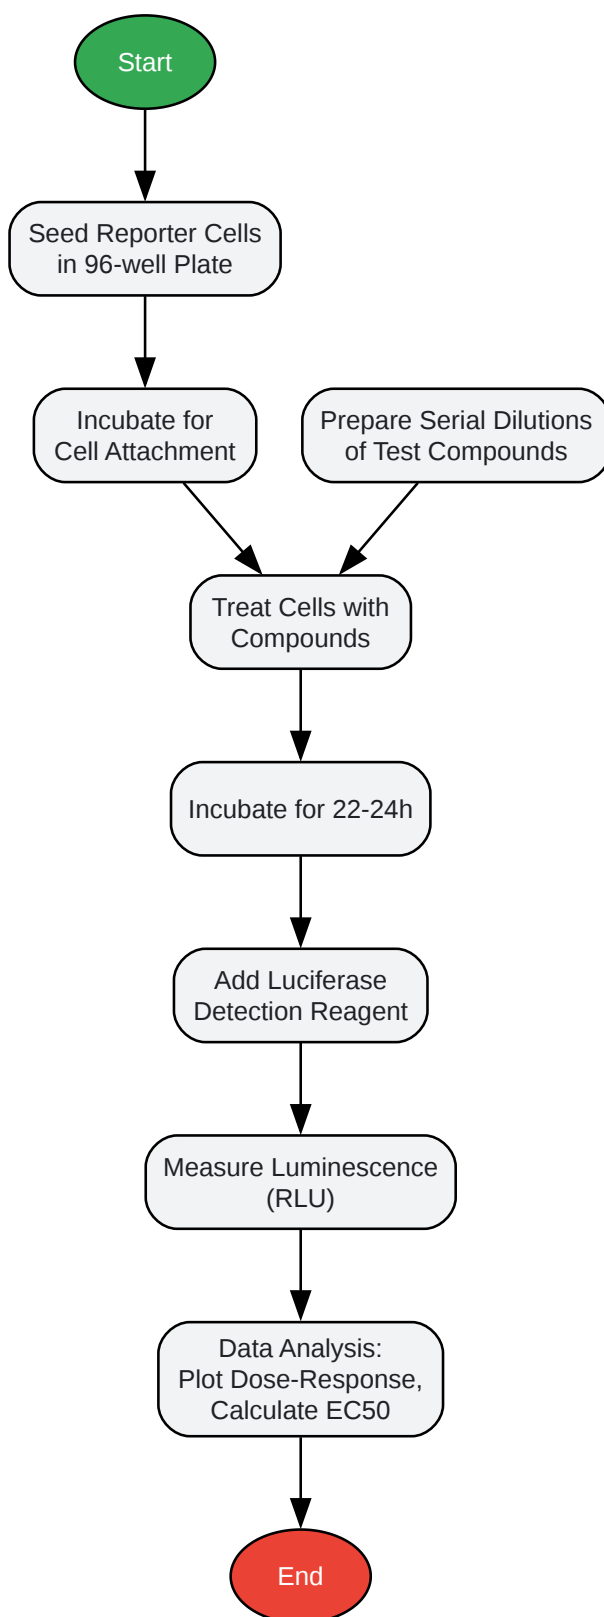 Start
Seed Reporter Cells
in 96-well Plate
Incubate for
Cell Attachment
Prepare Serial Dilutions
of Test Compounds
Treat Cells with
Compounds
Incubate for 22-24h
Add Luciferase
Detection Reagent
Measure Luminescence
(RLU)
Data Analysis:
Plot Dose-Response,
Calculate EC50
End